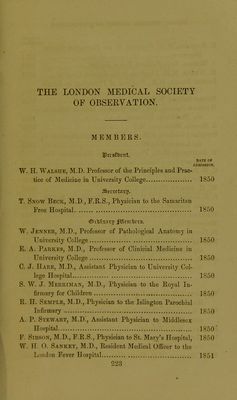 THE LONDON MEDICAL SOCIETY
OF OBSERVATION.
MEMBERS.
President.
DATE OF
ADMISSION.
W. H. WALSHE, M.D. Professor of the Principles and Prac-
tice of Medicine in University College.................. 1850
Secretary.
T. SNOW BECK, M.D., F.R.S., Physician to the Samaritan
Free Hospital.................. 1850
Ordinary Members.
W. JENNER, M.D., Professor of Pathological Anatomy in
University College.................. 1850
E. A. PARKES, M.D., Professor of Clinicial Medicine in
University College.................. 1850
C. J. HARE, M.D., Assistant Physician to University Col-
lege Hospital.................. 1850
S. W. J. MERRIMAN, M.D., Physician to the Royal In-
firmary for Children.................. 1850
R. H. SEMPLE, M.D., Physician to the Islington Parochial
Infirmary.................. 1850
A. P. STEWART, M.D., Assistant Physician to Middlesex
Hospital.................. 1850
F. SIBSON, M.D., F.R.S., Physician to St. Mary's Hospital, 1850
W. H. O. SANKEY, M.D., Resident Medical Officer to the
London Fever Hospital.................. 1851
223